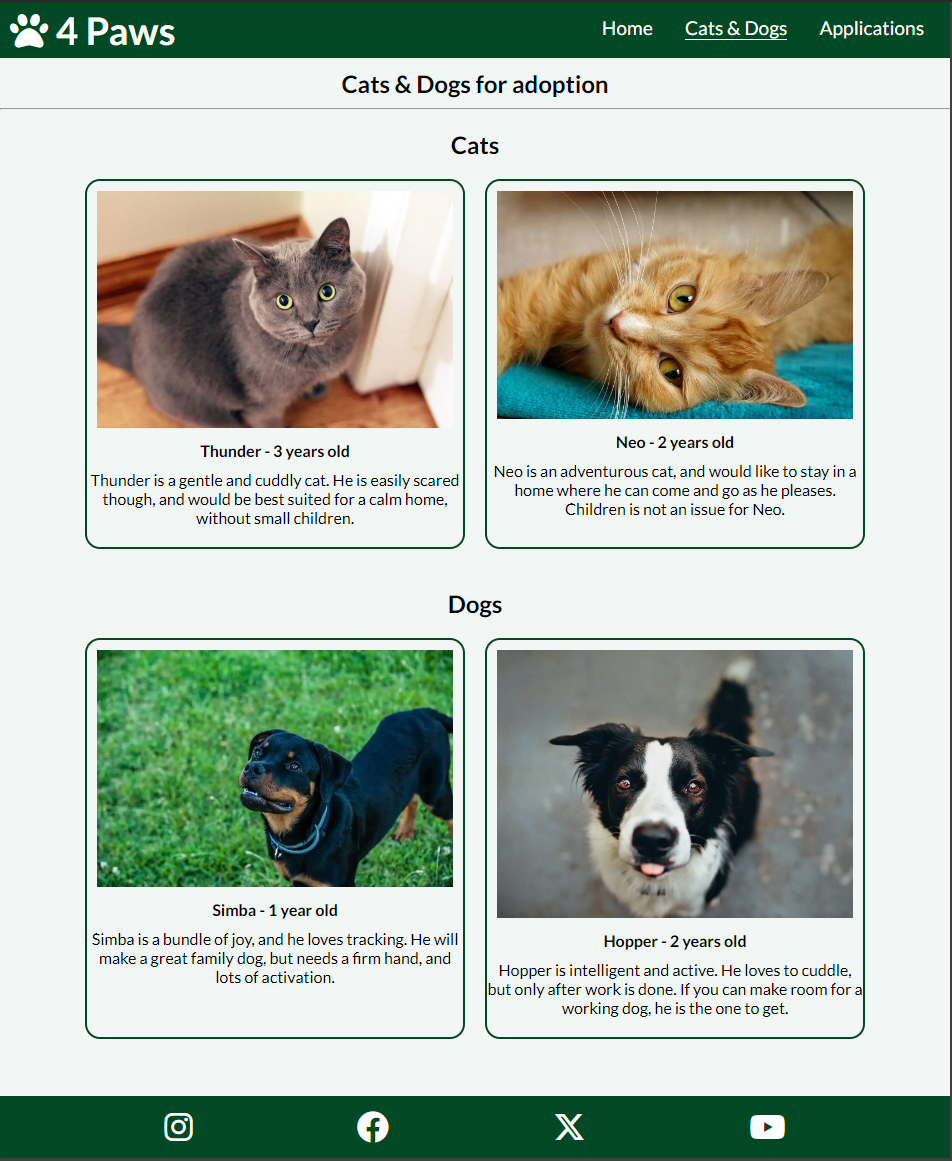 4 Paws
Home Cats & Dogs Applications
Cats & Dogs for adoption
Cats
Thunder - 3 years old
Thunder is a gentle and cuddly cat. He is easily scared
though, and would be best suited for a calm home,
without small children.
Neo - 2 years old
Neo is an adventurous cat, and would like to stay in a
home where he can come and go as he pleases.
Children is not an issue for Neo.
Dogs
Simba - 1 year old
Simba is a bundle of joy, and he loves tracking. He will
make a great family dog, but needs a firm hand, and
lots of activation.
Hopper - 2 years old
Hopper is intelligent and active. He loves to cuddle,
but only after work is done. If you can make room for a
working dog, he is the one to get.